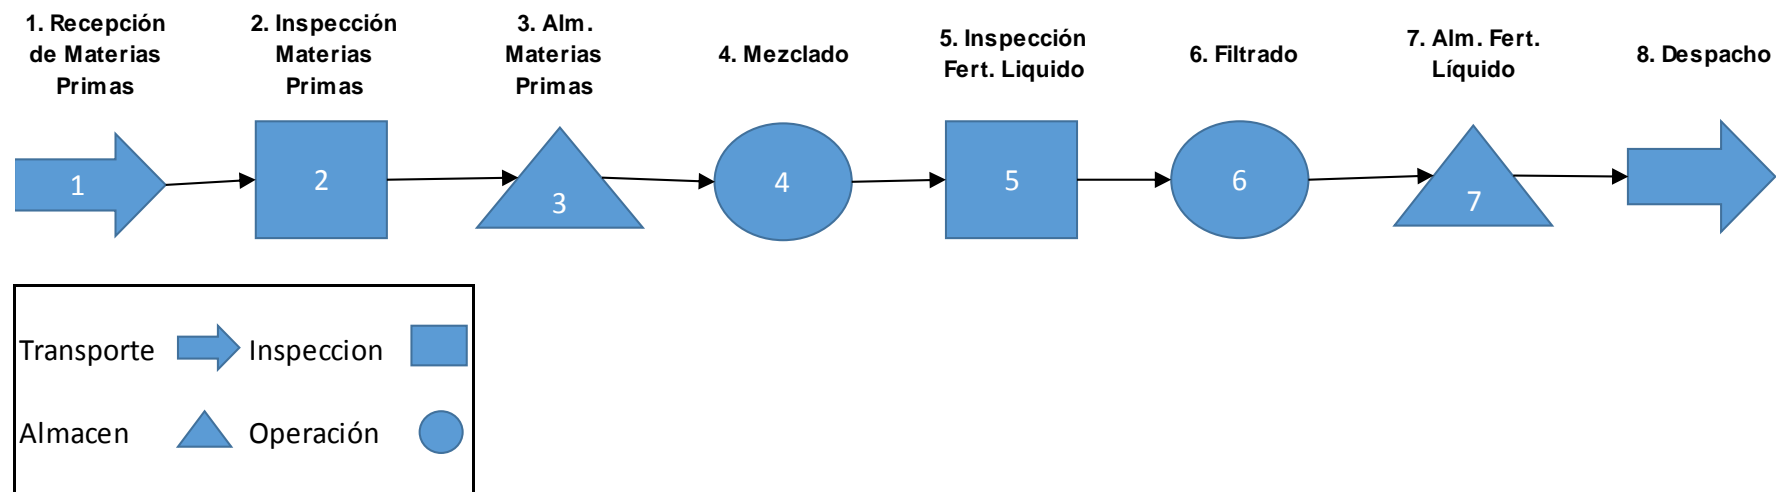 1. Recepción
de Materias
Primas
2. Inspección
Materias
Primas
3. Alm.
Materias
Primas
4. Mezclado
5. Inspección
Fert. Liquido
6. Filtrado
7. Alm. Fert.
Líquido
8. Despacho
1
2
3
4
5
6
7
Transporte
Inspeccion
Almacen
Operación